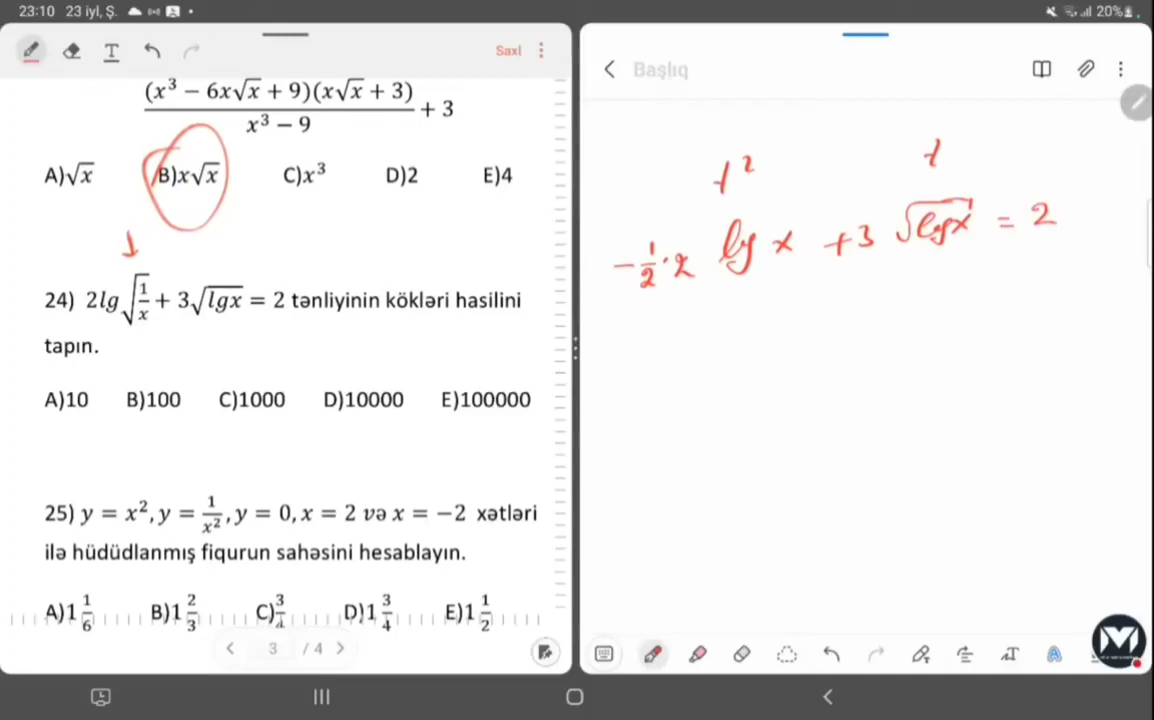 23:10 23 iyl, Ş.
20%
Saxl
Başlıq
(x³ − 6x√x + 9)(x√x + 3) / x³ − 9 + 3
A)√x B)x√x C)x³ D)2 E)4
1
t² t
−1/2·2 lg x + 3 √lgx = 2
24) 2lg√(1/x) + 3√lgx = 2 tənliyinin kökləri hasilini
tapın.
A)10 B)100 C)1000 D)10000 E)100000
25) y = x², y = 1/x², y = 0, x = 2 və x = −2 xətləri
ilə hüdüdlanmış fiqurun sahəsini hesablayın.
A)1 1/6 B)1 2/3 C)3/4 D)1 3/4 E)1 1/2
3 / 4